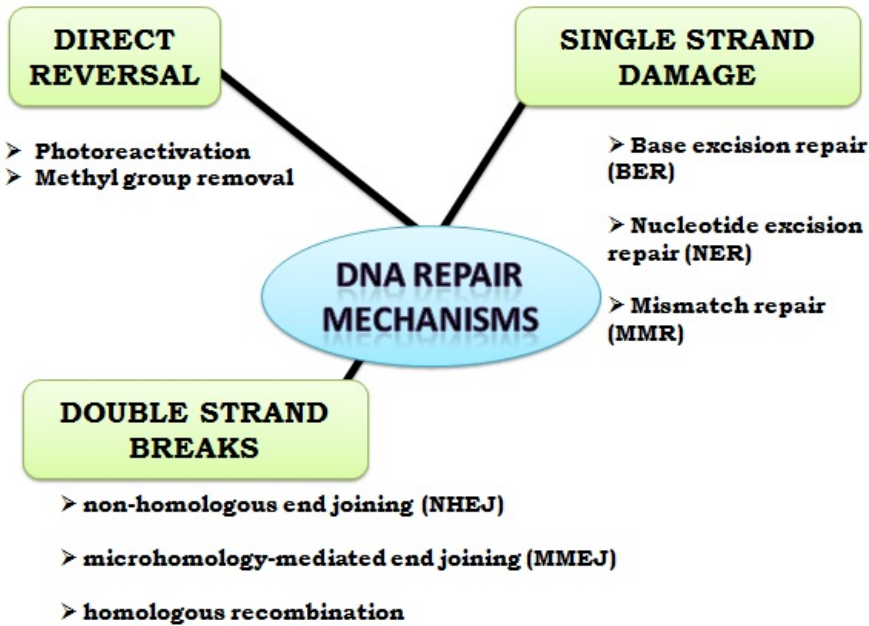 DIRECT
REVERSAL
➢ Photoreactivation
➢ Methyl group removal
SINGLE STRAND
DAMAGE
➢ Base excision repair
(BER)
➢ Nucleotide excision
repair (NER)
➢ Mismatch repair
(MMR)
DNA REPAIR
MECHANISMS
DOUBLE STRAND
BREAKS
➢ non-homologous end joining (NHEJ)
➢ microhomology-mediated end joining (MMEJ)
➢ homologous recombination